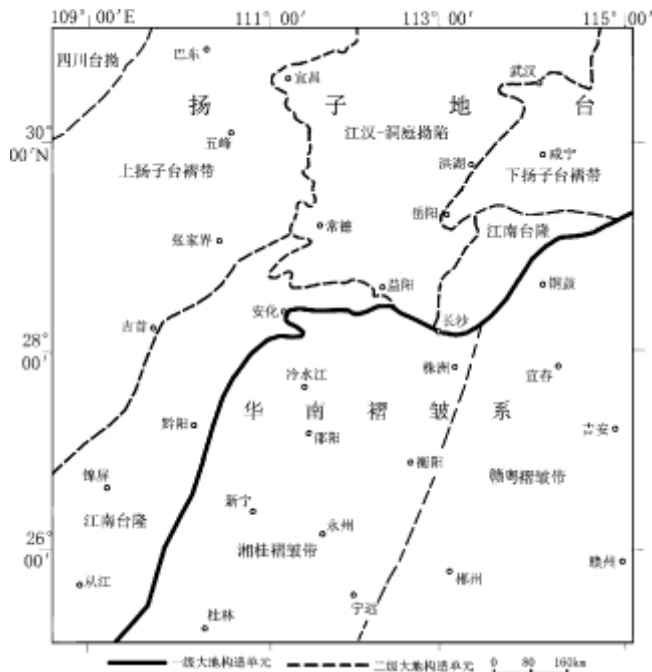 109° 00′ E
111° 00′
113° 00′
115° 00′
四川台拗
巴东
宜昌
武汉
扬子地台
30° 00′N
五峰
江汉-洞庭拗陷
洪湖
咸宁
上扬子台褶带
下扬子台褶带
岳阳
常德
江南台隆
张家界
益阳
铜鼓
安化
长沙
吉首
28° 00′
冷水江
株洲
宜春
华南褶皱系
黔阳
邵阳
吉安
衡阳
赣粤褶皱带
锦屏
新宁
江南台隆
永州
26° 00′
湘桂褶皱带
赣州
从江
郴州
宁远
桂林
一级大地构造单元
二级大地构造单元
0 80 160km